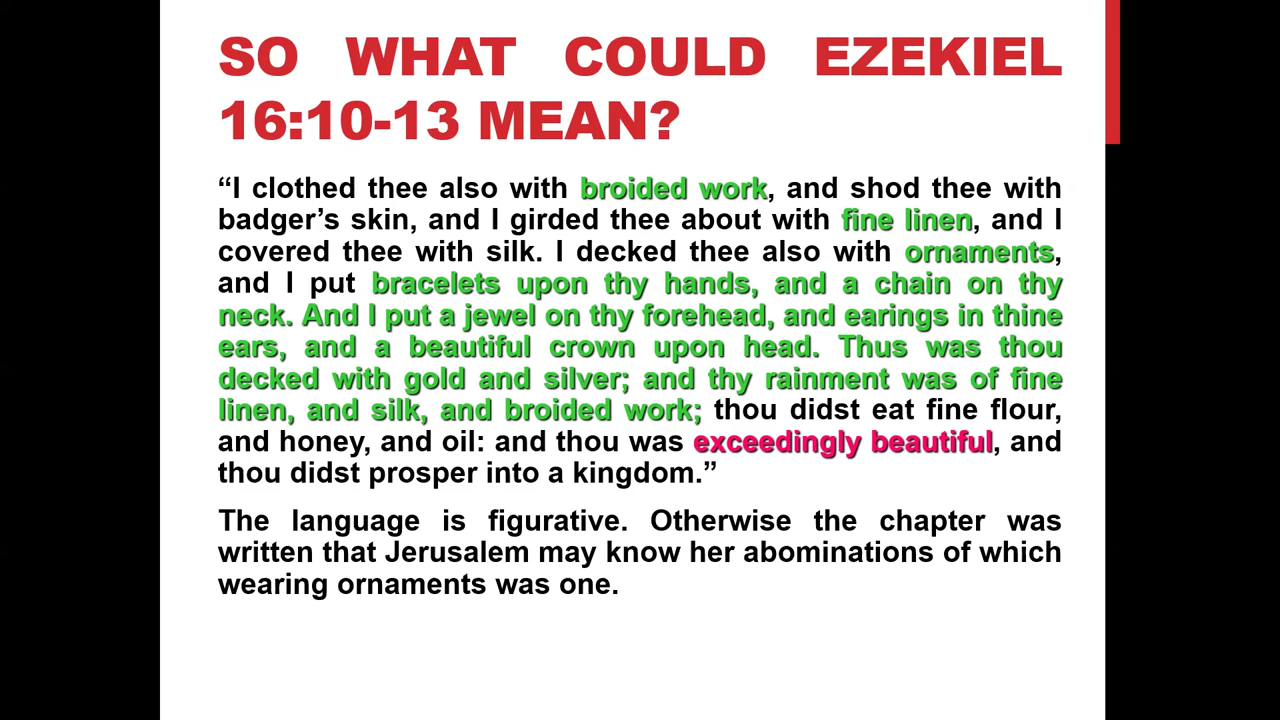 SO WHAT COULD EZEKIEL
16:10-13 MEAN?
“I clothed thee also with broided work, and shod thee with
badger’s skin, and I girded thee about with fine linen, and I
covered thee with silk. I decked thee also with ornaments,
and I put bracelets upon thy hands, and a chain on thy
neck. And I put a jewel on thy forehead, and earings in thine
ears, and a beautiful crown upon head. Thus was thou
decked with gold and silver; and thy rainment was of fine
linen, and silk, and broided work; thou didst eat fine flour,
and honey, and oil: and thou was exceedingly beautiful, and
thou didst prosper into a kingdom.”
The language is figurative. Otherwise the chapter was
written that Jerusalem may know her abominations of which
wearing ornaments was one.